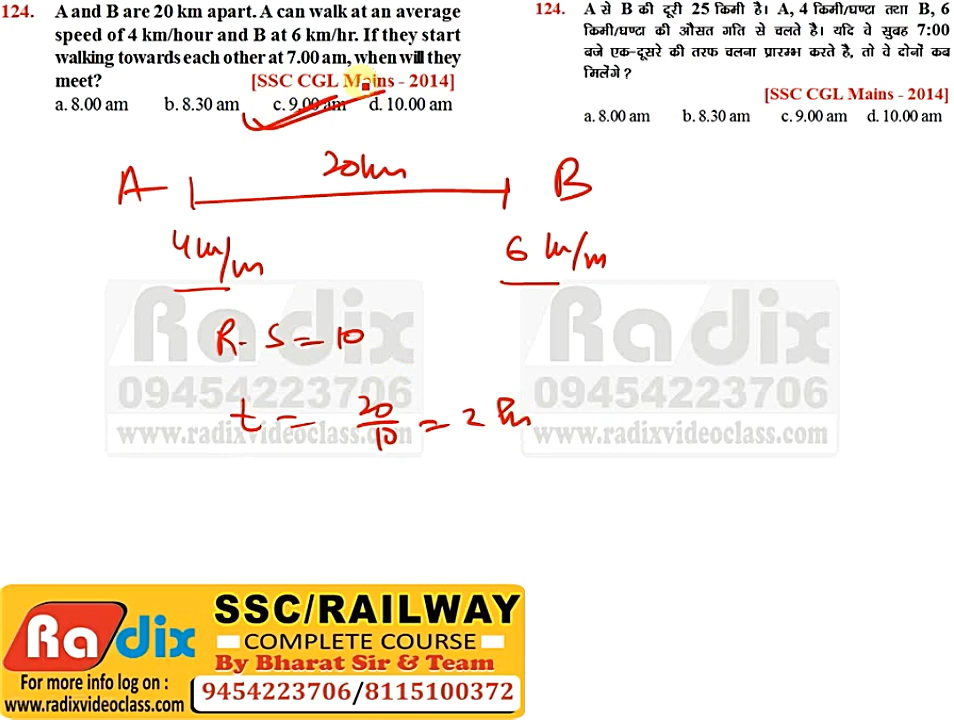 124. A and B are 20 km apart. A can walk at an average
speed of 4 km/hour and B at 6 km/hr. If they start
walking towards each other at 7.00 am, when will they
meet? [SSC CGL Mains - 2014]
a. 8.00 am b. 8.30 am c. 9.00 am d. 10.00 am
124. A से B की दूरी 25 किमी है। A, 4 किमी/घण्टा तथा B, 6
किमी/घण्टा की औसत गति से चलते है। यदि वे सुबह 7:00
बजे एक-दूसरे की तरफ चलना प्रारम्भ करते है, तो वे दोनों कब
मिलेंगे ?
[SSC CGL Mains - 2014]
a. 8.00 am b. 8.30 am c. 9.00 am d. 10.00 am
A 20km B
4 6
R. S = 10
t = 20/10 = 2
Radix
09454223706
www.radixvideoclass.com
Radix
09454223706
www.radixvideoclass.com
Radix
For more info log on :
www.radixvideoclass.com
SSC/RAILWAY
COMPLETE COURSE
By Bharat Sir & Team
9454223706/8115100372